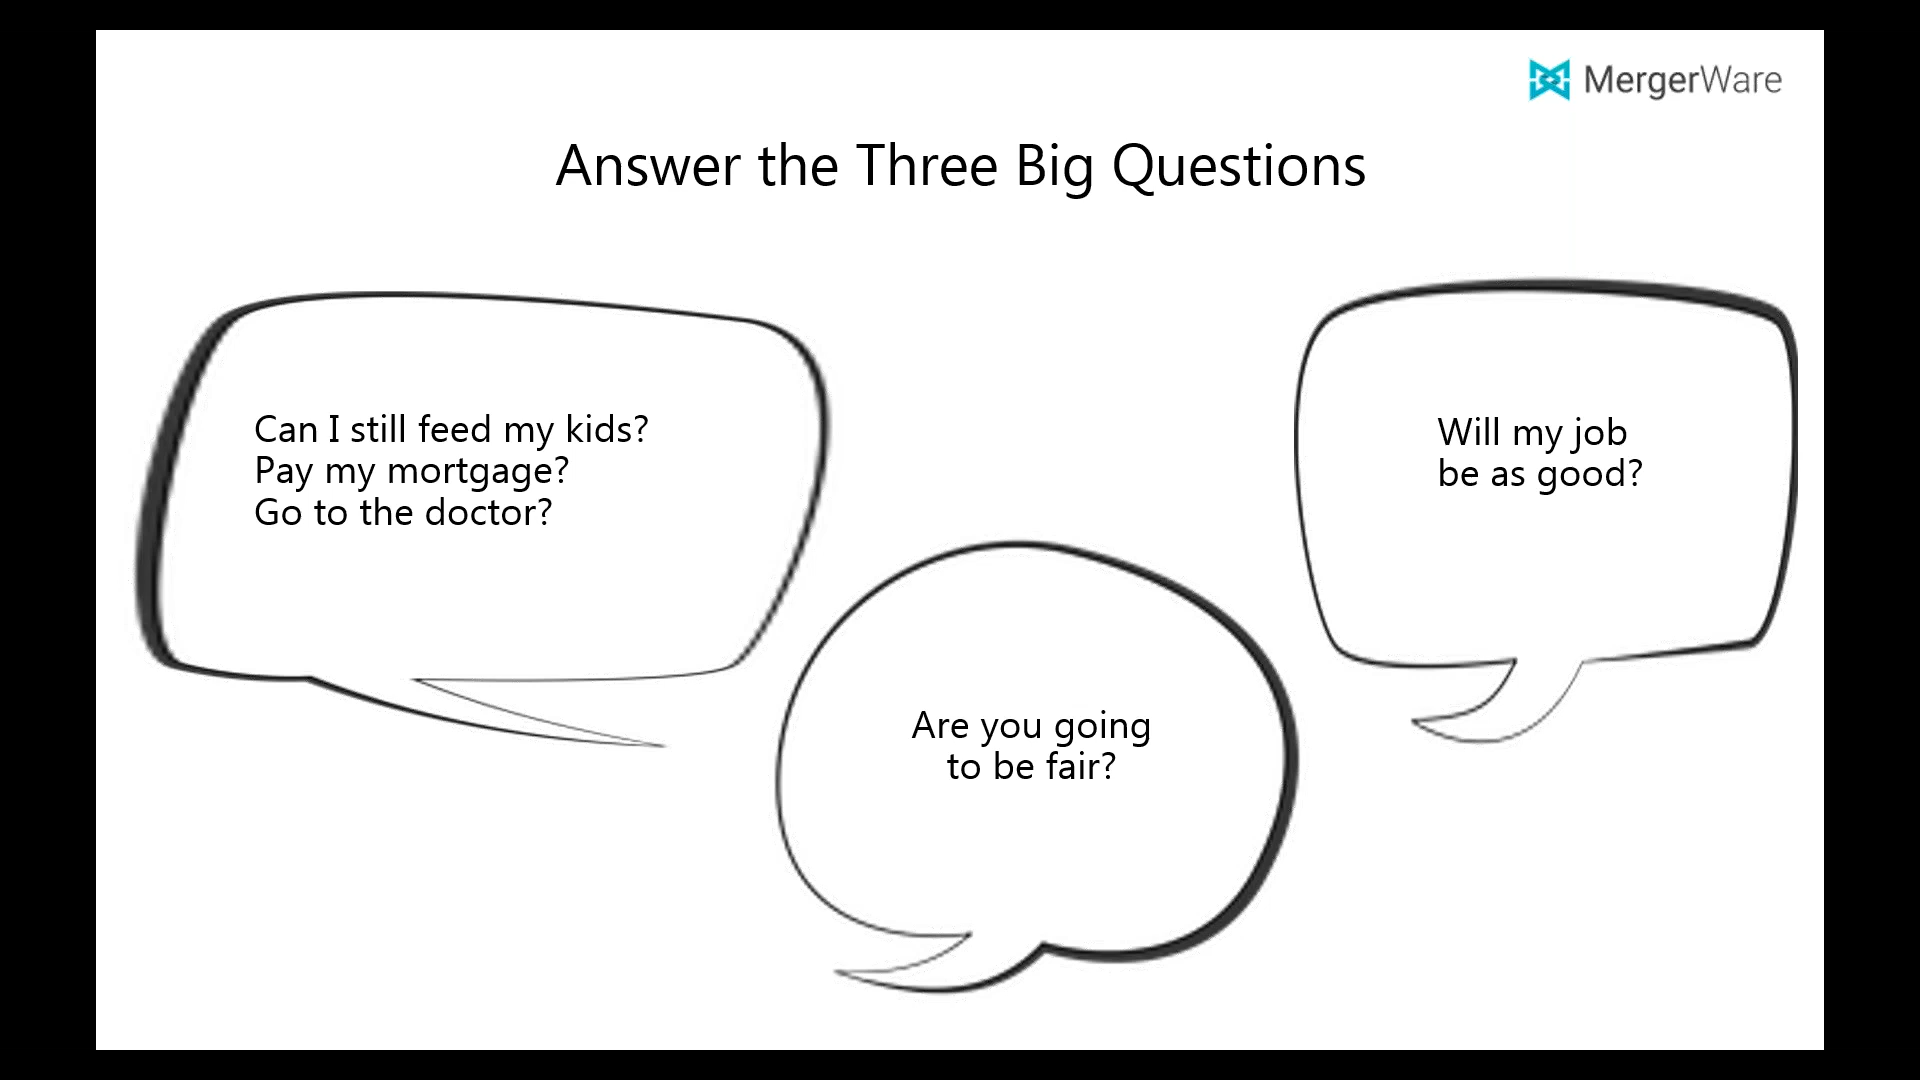 MergerWare
Answer the Three Big Questions
Can I still feed my kids?
Pay my mortgage?
Go to the doctor?
Will my job
be as good?
Are you going
to be fair?